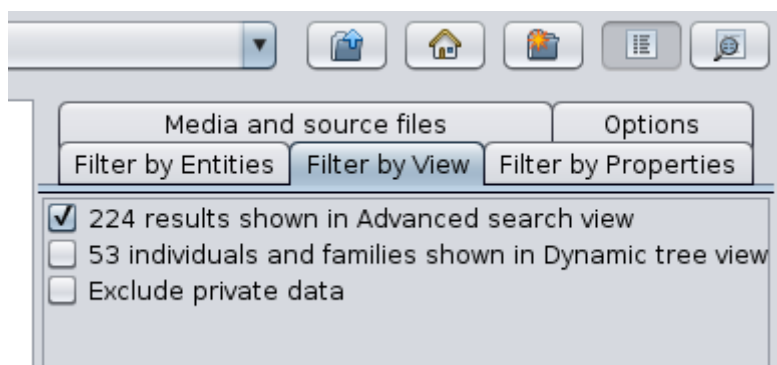 Media and source files Options
Filter by Entities Filter by View Filter by Properties
224 results shown in Advanced search view
53 individuals and families shown in Dynamic tree view
Exclude private data